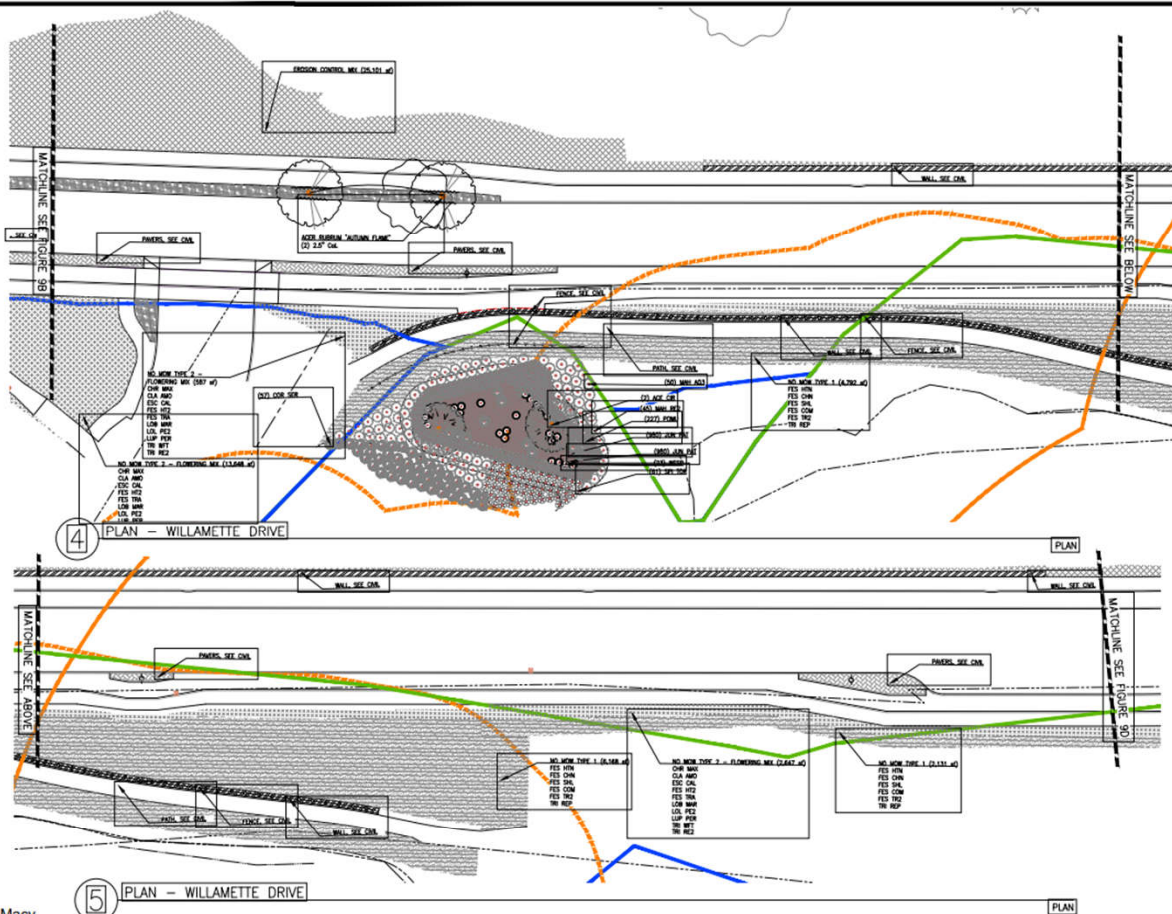 EROSION CONTROL MIX (25,101 sf)
MATCHLINE SEE FIGURE 9B
WALL, SEE CIVIL
MATCHLINE SEE BELOW
ACER RUBRUM 'AUTUMN FLAME'
(2) 2.5" Cal.
PAVERS, SEE CIVIL
PAVERS, SEE CIVIL
FENCE, SEE CIVIL
PATH, SEE CIVIL
WALL, SEE CIVIL
FENCE, SEE CIVIL
NO MOW TYPE 2 -
FLOWERING MIX (587 sf)
CHR MAX
CLA AMO
ESC CAL
FES HT2
FES TRA
LOB MAR
LOL PE2
LUP PER
TRI WFT
TRI RE2
(57) COR SER
(50) MAH AQ3
(2) ACE CIR
(45) MAH RE2
(227) POMU
(980) JUN PAT
(980) JUN PAT
(91) SPI TOM
NO MOW TYPE 1 (4,792 sf)
FES HTN
FES CHN
FES SHL
FES COM
FES TR2
TRI REP
NO MOW TYPE 2 - FLOWERING MIX (13,648 sf)
CHR MAX
CLA AMO
ESC CAL
FES HT2
FES TRA
LOB MAR
LOL PE2
LUP PER
4 PLAN - WILLAMETTE DRIVE
PLAN
WALL, SEE CIVIL
WALL, SEE CIVIL
MATCHLINE SEE ABOVE
PAVERS, SEE CIVIL
PAVERS, SEE CIVIL
MATCHLINE SEE FIGURE 9D
NO MOW TYPE 1 (6,168 sf)
FES HTN
FES CHN
FES SHL
FES COM
FES TR2
TRI REP
NO MOW TYPE 2 - FLOWERING MIX (2,647 sf)
CHR MAX
CLA AMO
ESC CAL
FES HT2
FES TRA
LOB MAR
LOL PE2
LUP PER
TRI WFT
TRI RE2
NO MOW TYPE 1 (2,131 sf)
FES HTN
FES CHN
FES SHL
FES COM
FES TR2
TRI REP
PATH, SEE CIVIL
FENCE, SEE CIVIL
WALL, SEE CIVIL
5 PLAN - WILLAMETTE DRIVE
PLAN